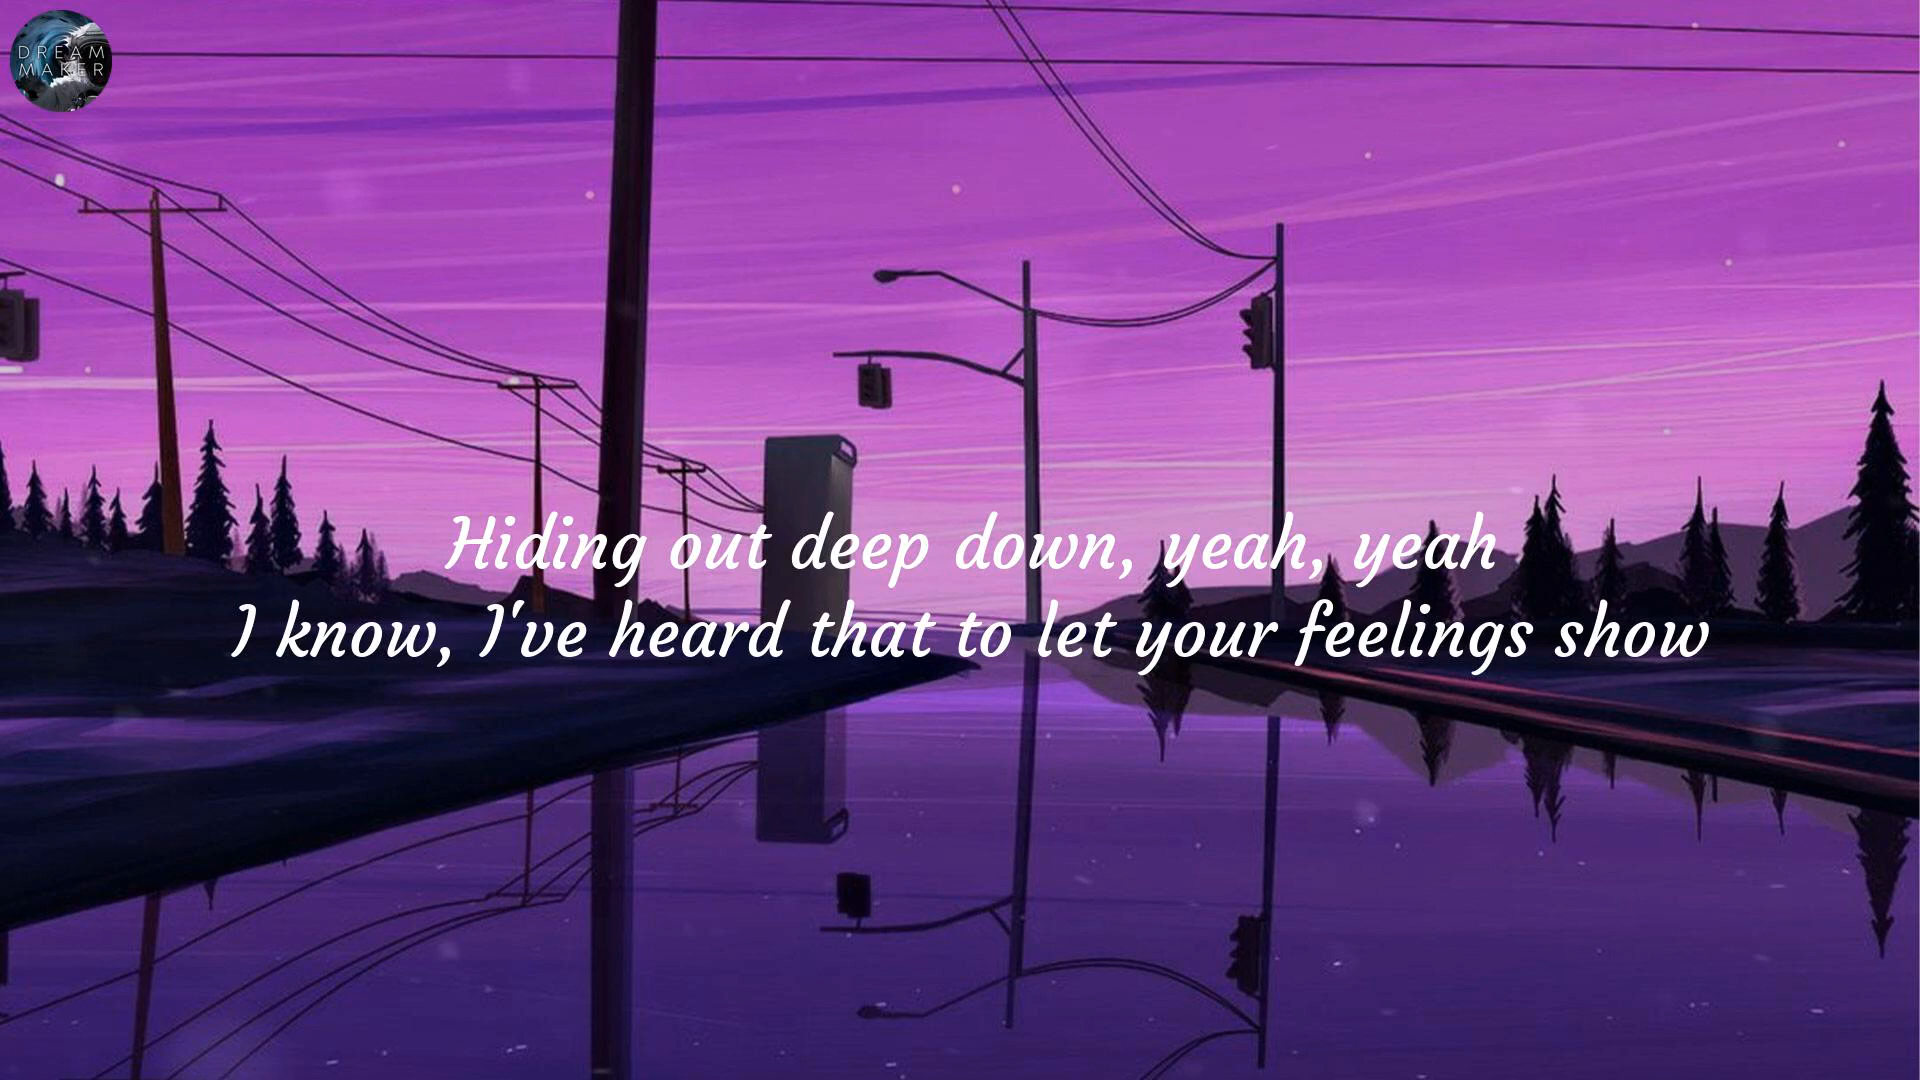 DREAM
MAKER
Hiding out deep down, yeah, yeah
I know, I've heard that to let your feelings show